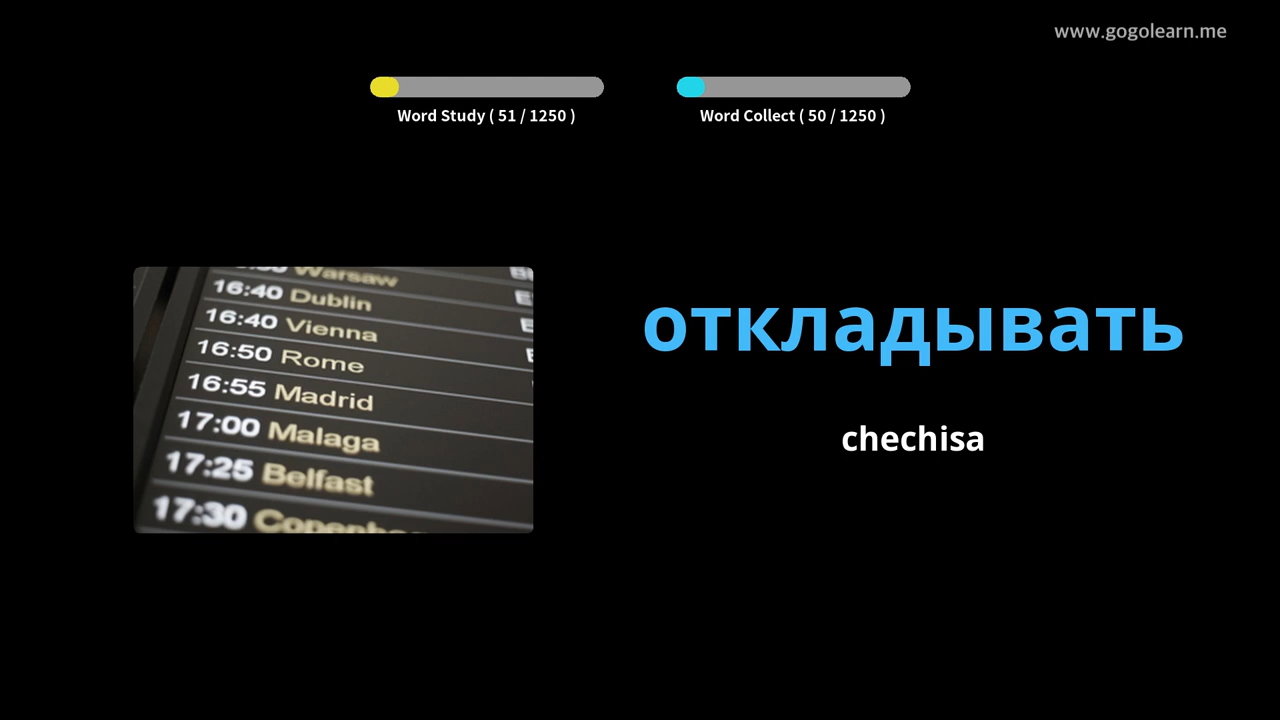 www.gogolearn.me
Word Study ( 51 / 1250 )
Word Collect ( 50 / 1250 )
Warsaw
16:40 Dublin
16:40 Vienna
16:50 Rome
16:55 Madrid
17:00 Malaga
17:25 Belfast
17:30
откладывать
chechisa